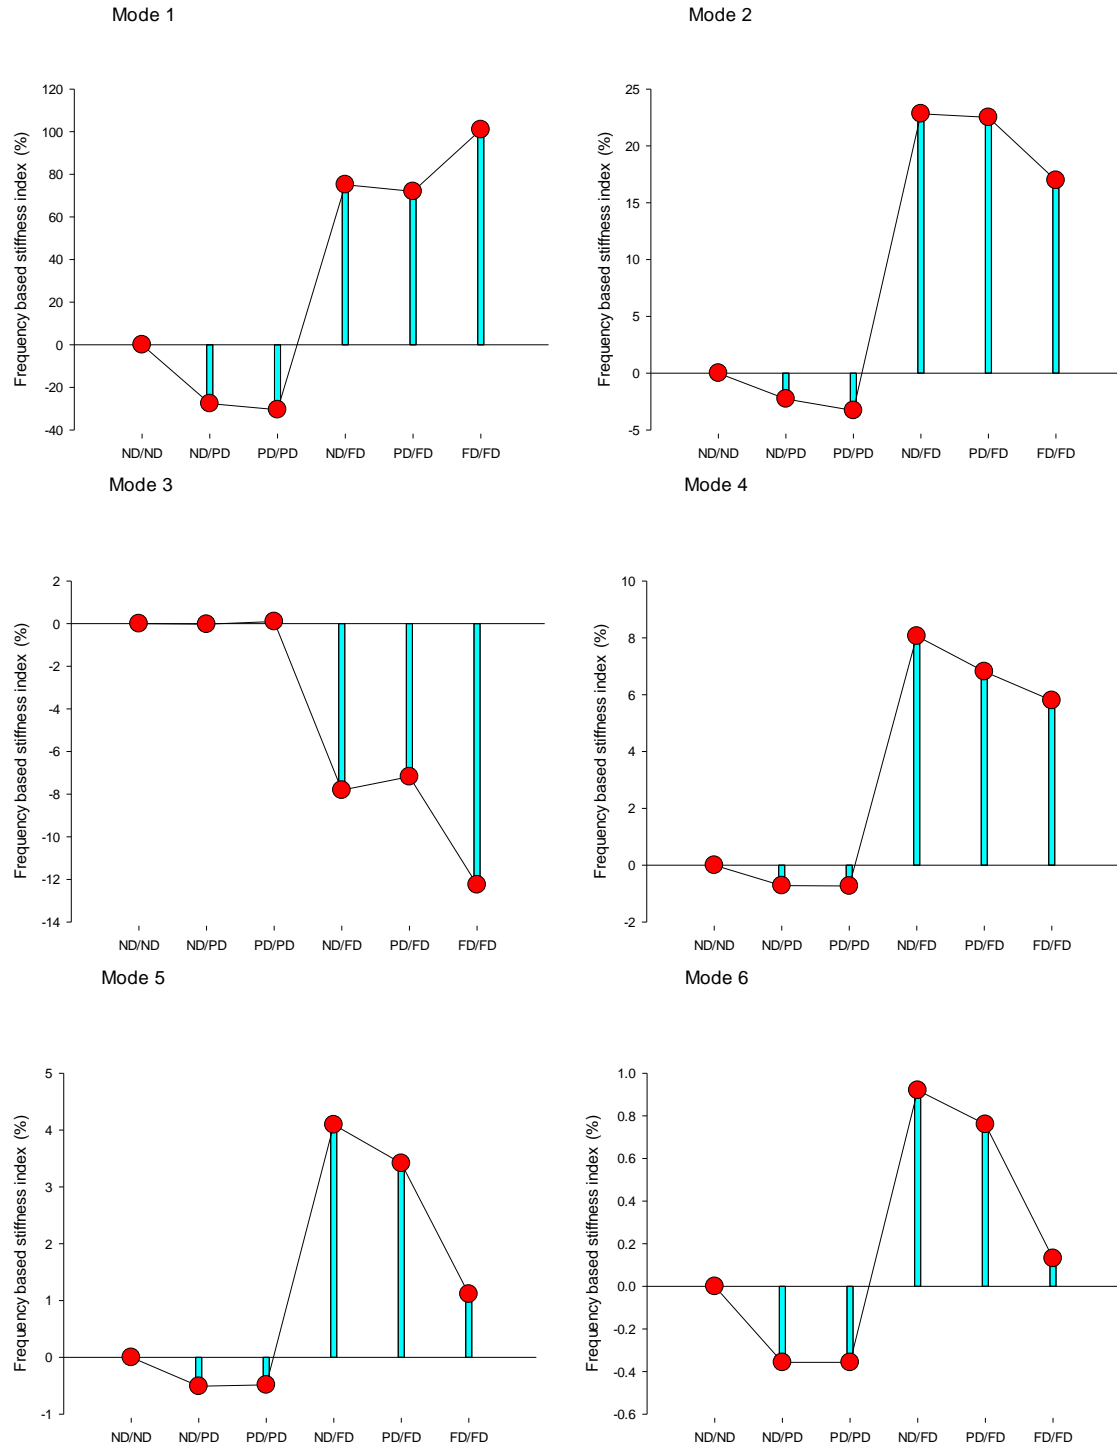 Mode 1
Frequency based stiffness index (%)
120
100
80
60
40
20
0
-20
-40
ND/ND ND/PD PD/PD ND/FD PD/FD FD/FD
Mode 2
Frequency based stiffness index (%)
25
20
15
10
5
0
-5
ND/ND ND/PD PD/PD ND/FD PD/FD FD/FD
Mode 3
Frequency based stiffness index (%)
2
0
-2
-4
-6
-8
-10
-12
-14
ND/ND ND/PD PD/PD ND/FD PD/FD FD/FD
Mode 4
Frequency based stiffness index (%)
10
8
6
4
2
0
-2
ND/ND ND/PD PD/PD ND/FD PD/FD FD/FD
Mode 5
Frequency based stiffness index (%)
5
4
3
2
1
0
-1
ND/ND ND/PD PD/PD ND/FD PD/FD FD/FD
Mode 6
Frequency based stiffness index (%)
1.0
0.8
0.6
0.4
0.2
0.0
-0.2
-0.4
-0.6
ND/ND ND/PD PD/PD ND/FD PD/FD FD/FD